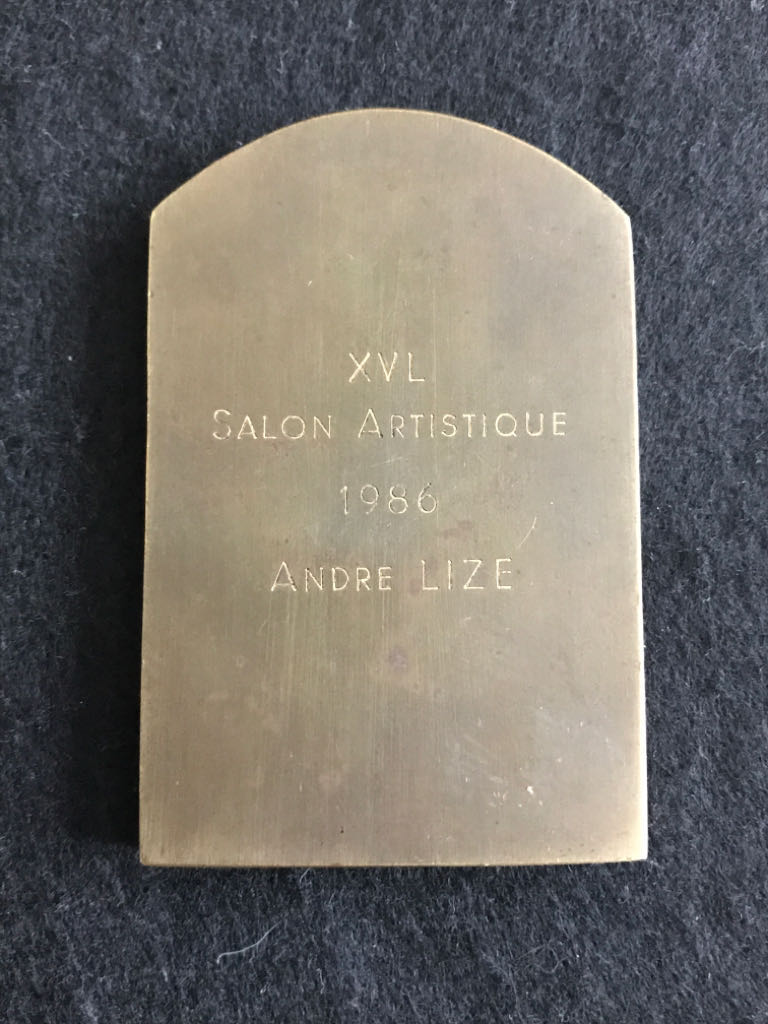 XVL
SALON ARTISTIQUE
1986
ANDRE LIZE